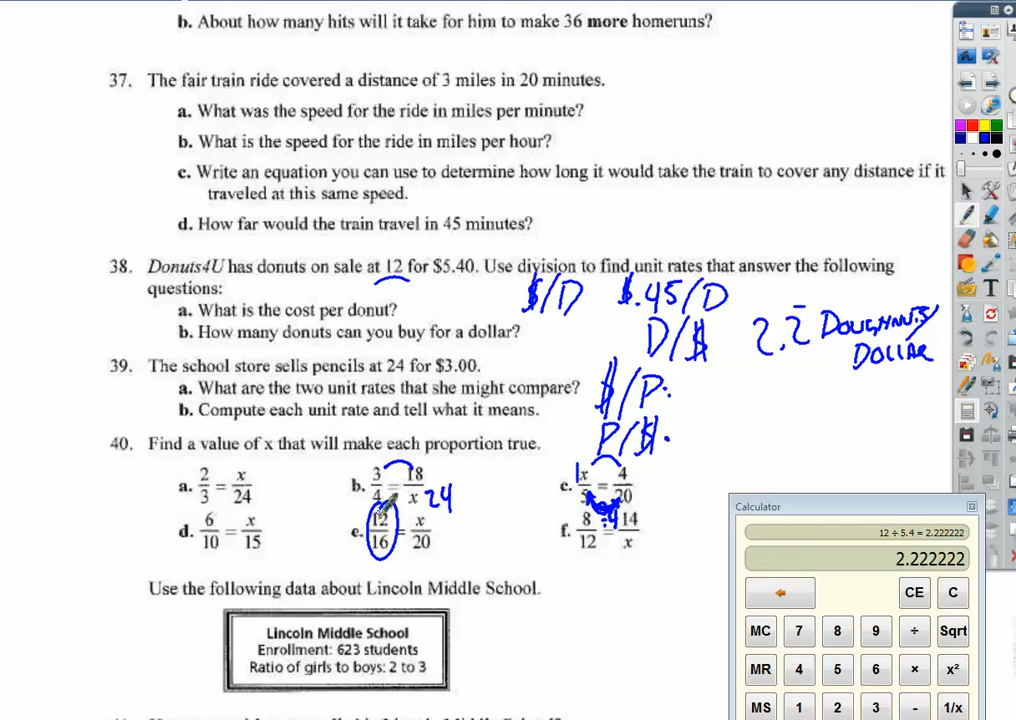 b. About how many hits will it take for him to make 36 more homeruns?
37. The fair train ride covered a distance of 3 miles in 20 minutes.
a. What was the speed for the ride in miles per minute?
b. What is the speed for the ride in miles per hour?
c. Write an equation you can use to determine how long it would take the train to cover any distance if it
traveled at this same speed.
d. How far would the train travel in 45 minutes?
38. Donuts4U has donuts on sale at 12 for $5.40. Use division to find unit rates that answer the following
questions:
a. What is the cost per donut?
b. How many donuts can you buy for a dollar?
$/D $.45/D
D/$ 2.2 DOUGHNUTS/
DOLLAR
39. The school store sells pencils at 24 for $3.00.
a. What are the two unit rates that she might compare?
b. Compute each unit rate and tell what it means.
$/P:
P/$.
40. Find a value of x that will make each proportion true.
a. 2/3 = x/24 b. 3/4 = 18/x 24 c. 1 x/5 = 4/20 ÷4
d. 6/10 = x/15 e. 12/16 = x/20 f. 8/12 = 14/x
Use the following data about Lincoln Middle School.
Lincoln Middle School
Enrollment: 623 students
Ratio of girls to boys: 2 to 3
Calculator
12 ÷ 5.4 = 2.222222
2.222222
CE C
MC 7 8 9 ÷ Sqrt
MR 4 5 6 × x²
MS 1 2 3 - 1/x